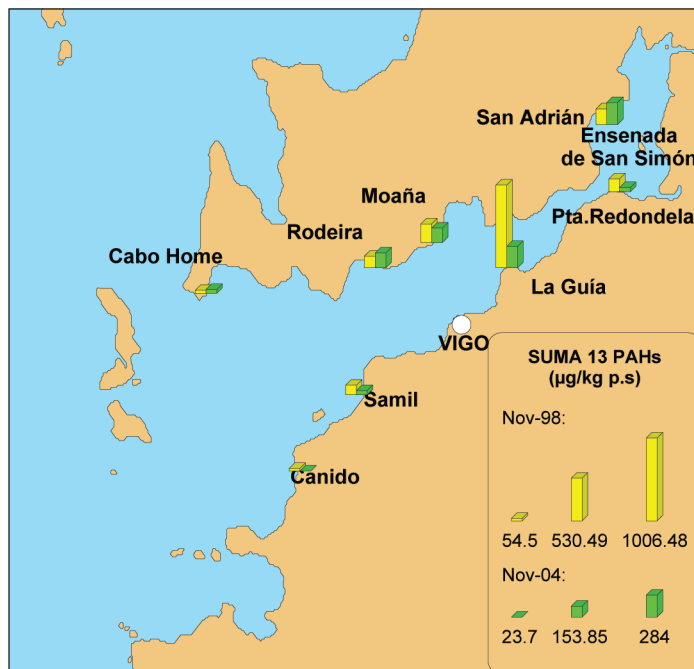 San Adrián
Ensenada
de San Simón
Moaña
Pta.Redondela
Rodeira
Cabo Home
La Guía
VIGO
Samil
Canido
SUMA 13 PAHs
(µg/kg p.s)
Nov-98:
54.5 530.49 1006.48
Nov-04:
23.7 153.85 284